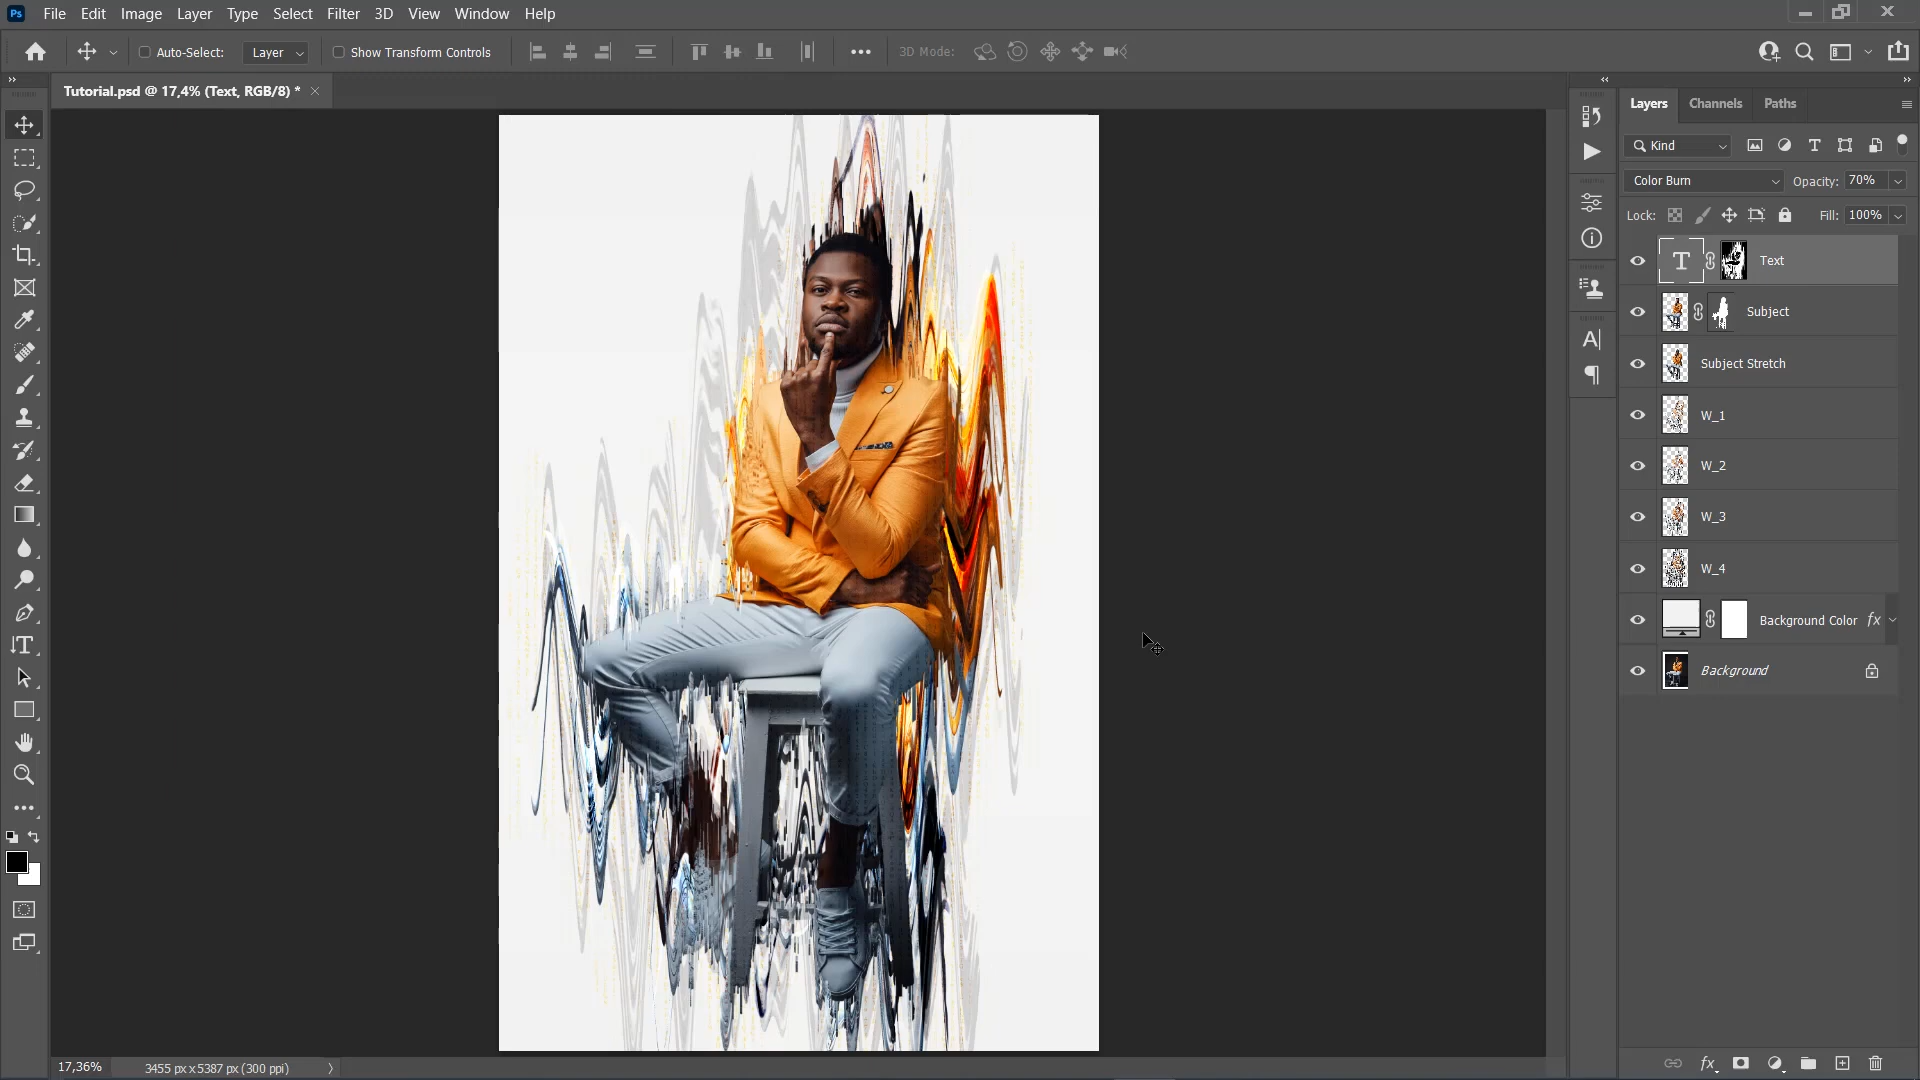 Ps File Edit Image Layer Type Select Filter 3D View Window Help
Auto-Select: Layer Show Transform Controls 3D Mode:
Tutorial.psd @ 17,4% (Text, RGB/8) *
Layers Channels Paths
Kind
Color Burn Opacity: 70%
Lock: Fill: 100%
Text
Subject
Subject Stretch
W_1
W_2
W_3
W_4
Background Color fx
Background
17,36% 3455 px x 5387 px (300 ppi)
fx